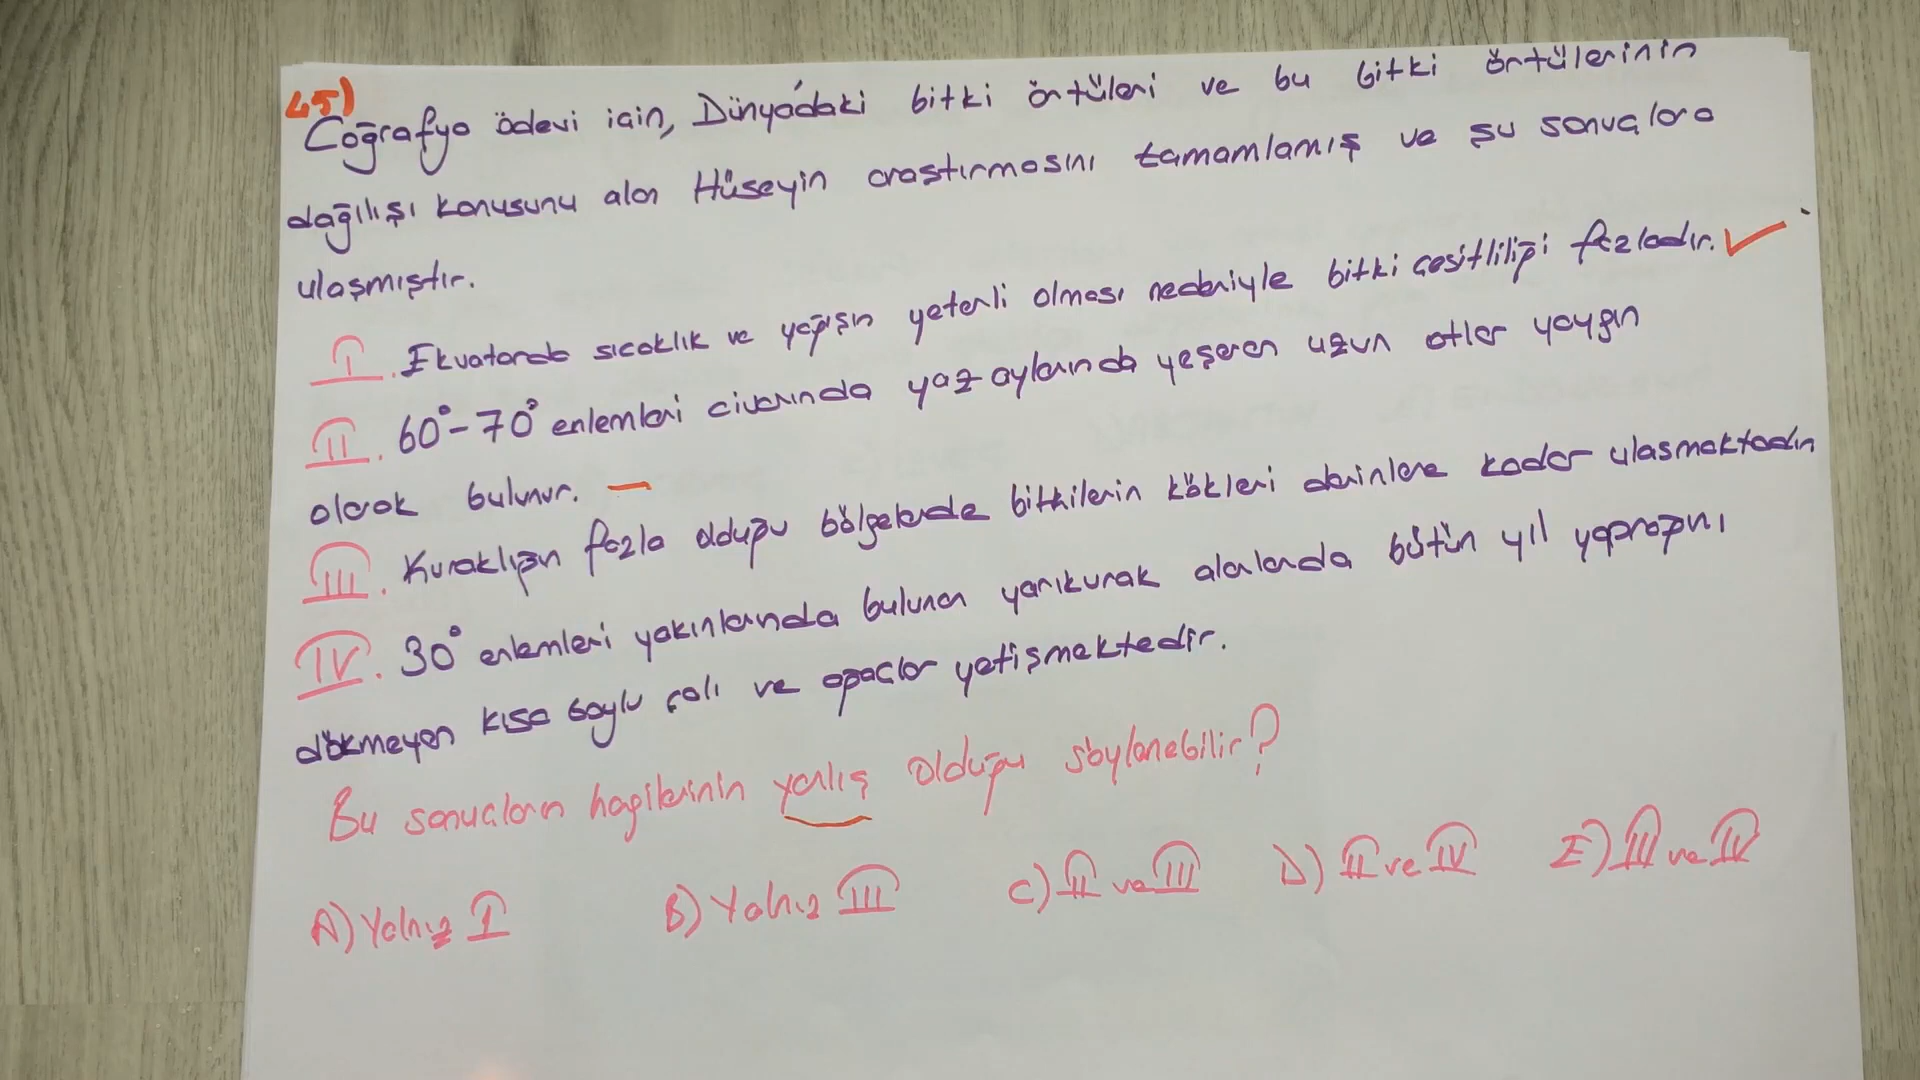 45)
Coğrafya ödevi için, Dünya'daki bitki örtüleri ve bu bitki örtülerinin
dağılışı konusunu alan Hüseyin araştırmasını tamamlamış ve şu sonuçlara
ulaşmıştır.
I. Ekvatorda sıcaklık ve yağışın yeterli olması nedeniyle bitki çeşitliliği fazladır.
II. 60°-70° enlemleri civarında yaz aylarında yeşeren uzun otlar yaygın
olarak bulunur.
III. Kuraklığın fazla olduğu bölgelerde bitkilerin kökleri derinlere kadar ulaşmaktadır.
IV. 30° enlemleri yakınlarında bulunan yarıkurak alanlarda bütün yıl yaprağını
dökmeyen kısa boylu çalı ve ağaçlar yetişmektedir.
Bu sonuçların hagilerinin yanlış olduğu söylenebilir?
A) Yalnız I B) Yalnız III C) II ve III D) II ve IV E) III ve IV